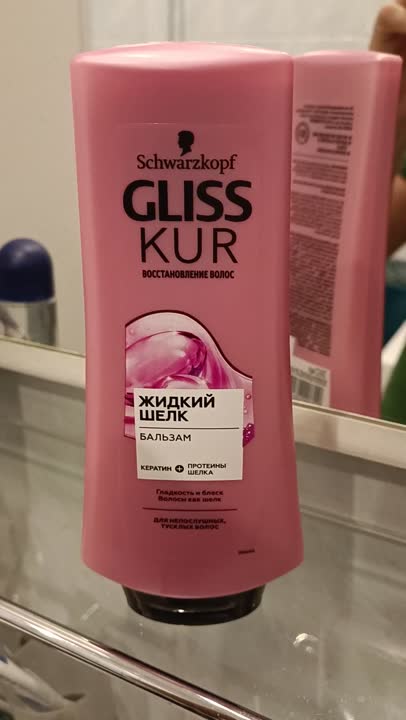 Schwarzkopf
GLISS
KUR
ВОССТАНОВЛЕНИЕ ВОЛОС
ЖИДКИЙ
ШЕЛК
БАЛЬЗАМ
КЕРАТИН + ПРОТЕИНЫ
ШЕЛКА
Гладкость и блеск
Волосы как шелк
ДЛЯ НЕПОСЛУШНЫХ,
ТУСКЛЫХ ВОЛОС